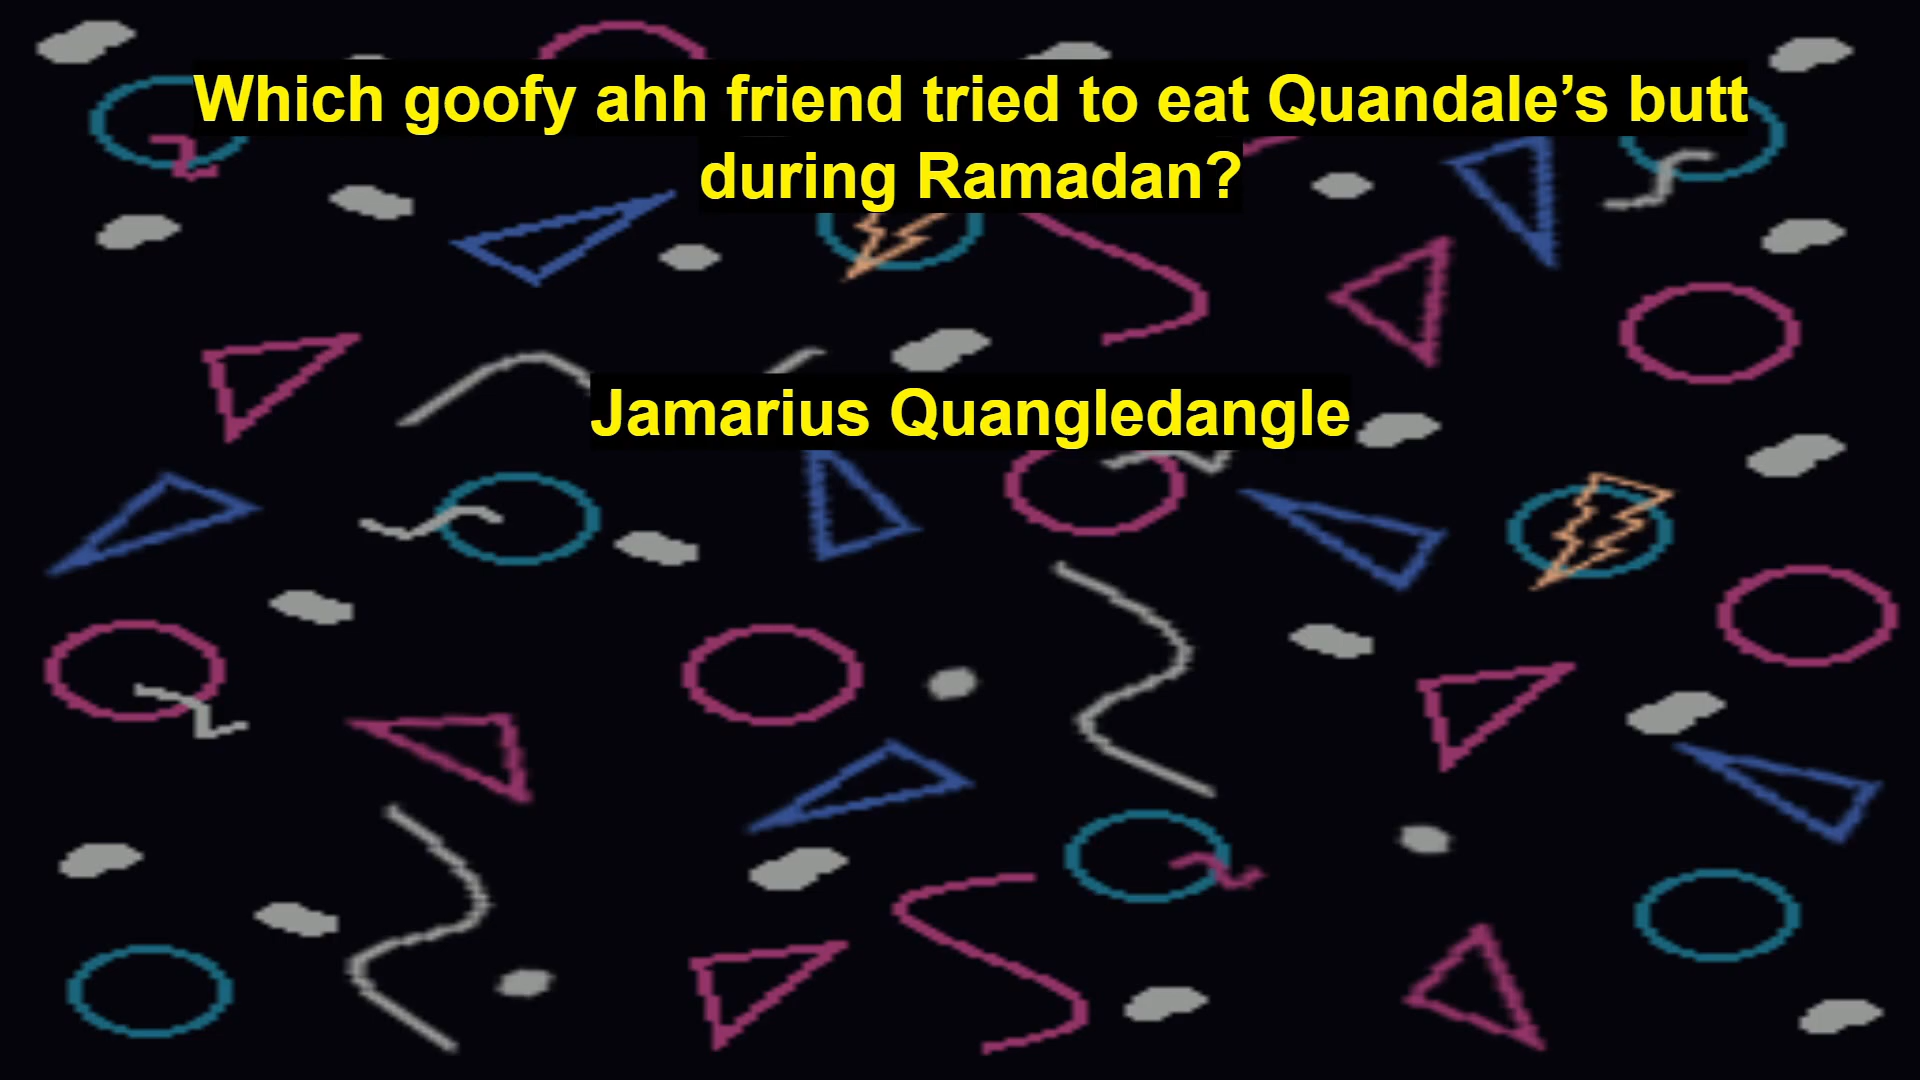 Which goofy ahh friend tried to eat Quandale’s butt
during Ramadan?
Jamarius Quangledangle